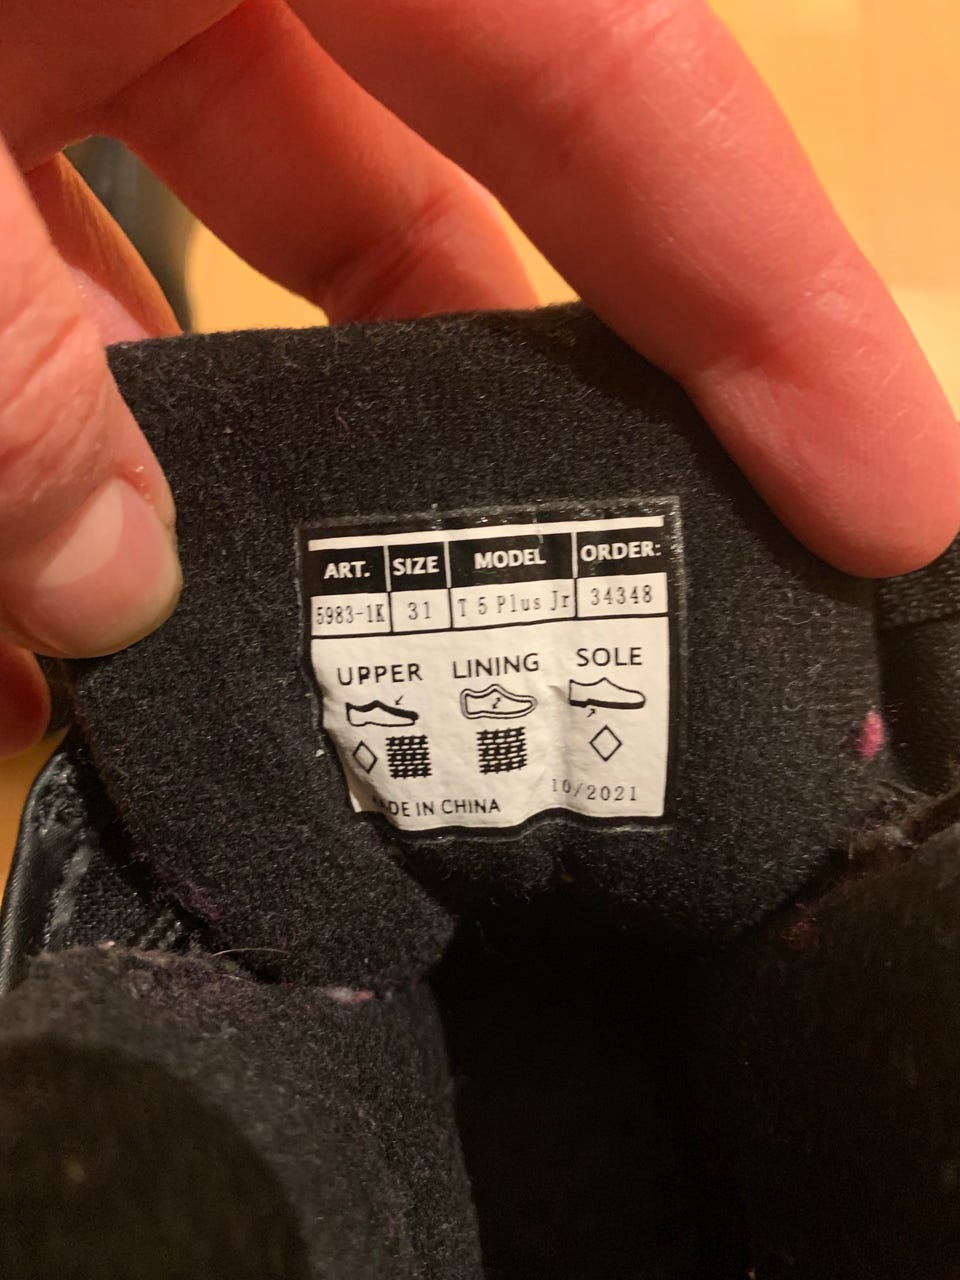 ART. SIZE MODEL ORDER:
5983-1K 31 T 5 Plus Jr 34348
UPPER LINING SOLE
MADE IN CHINA 10/2021